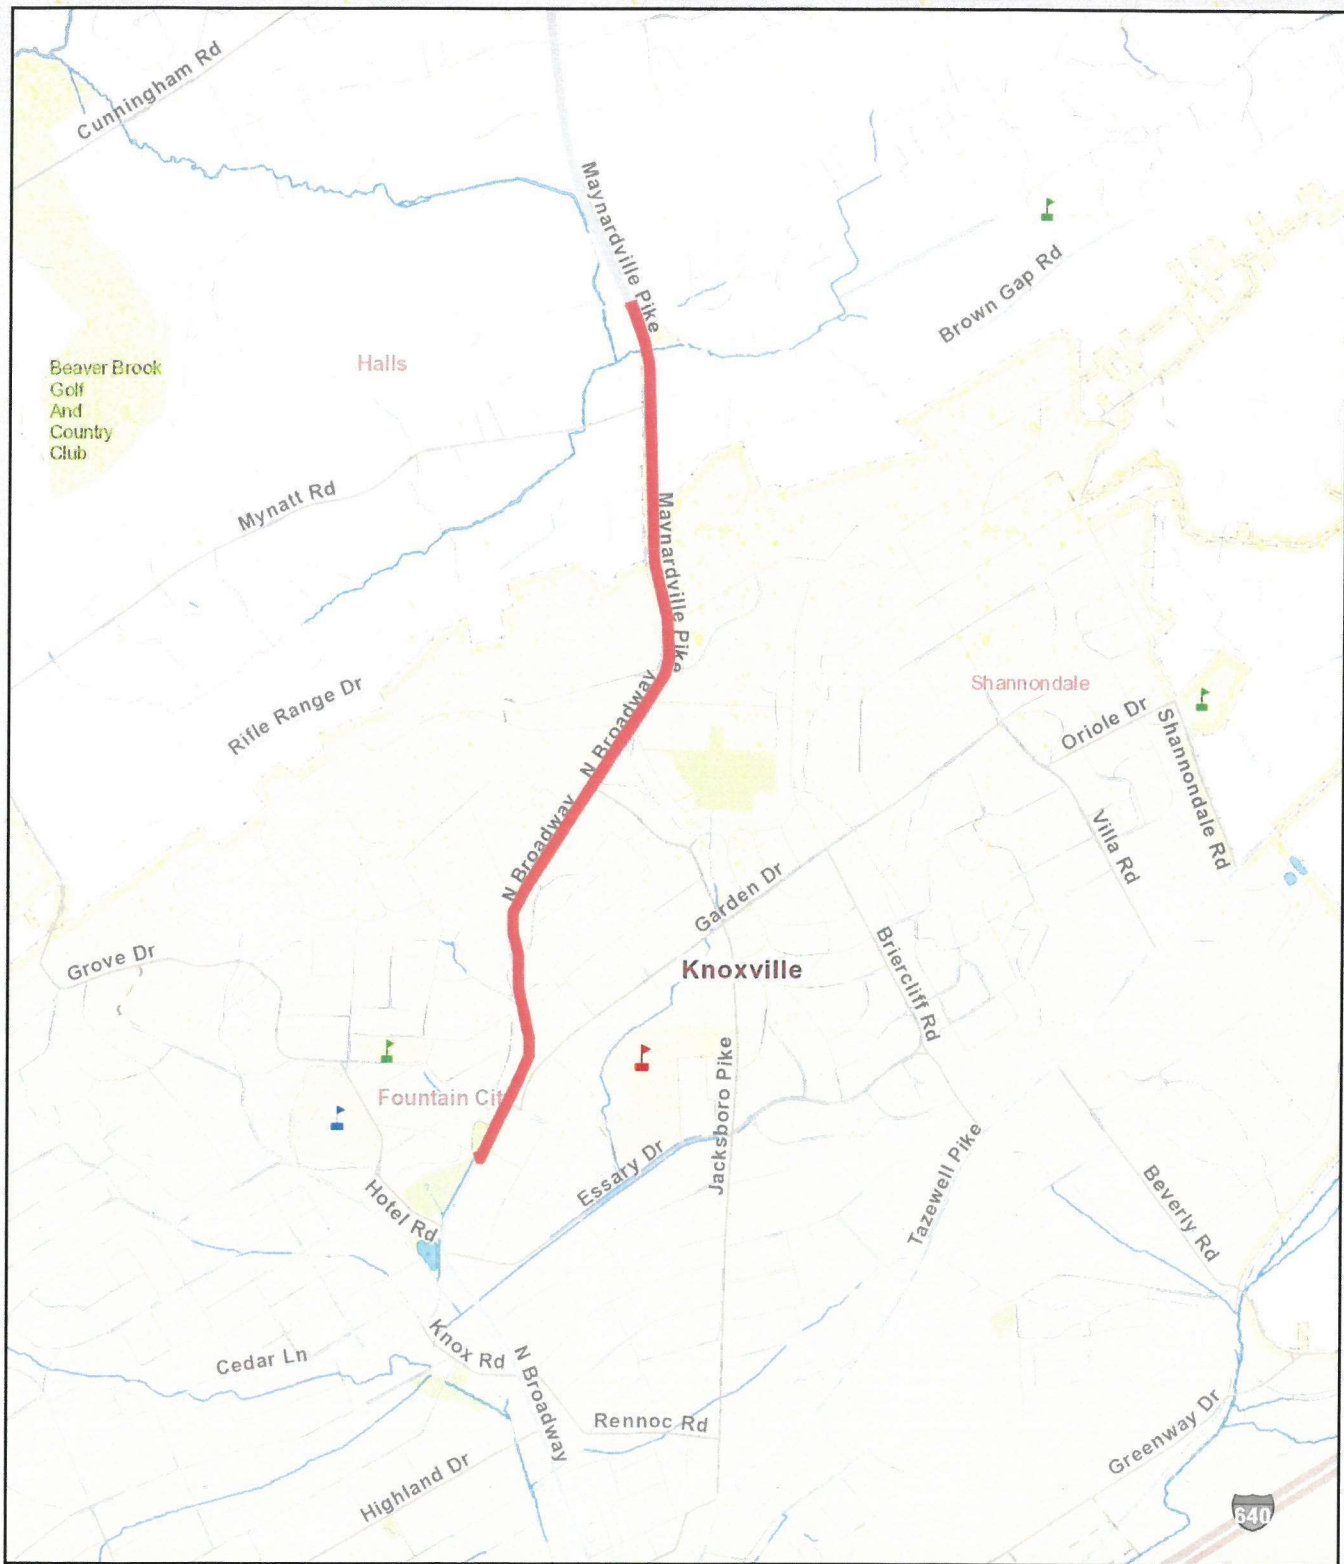 Cunningham Rd
Maynardville Pike
Brown Gap Rd
Beaver Brook
Golf
And
Country
Club
Halls
Mynatt Rd
Maynardville Pike
Rifle Range Dr
N Broadway
Shannondale
Oriole Dr
Shannondale Rd
N Broadway
Villa Rd
Garden Dr
Grove Dr
Knoxville
Briercliff Rd
Fountain Cit
Jacksboro Pike
Essary Dr
Hotel Rd
Tazewell Pike
Beverly Rd
Knox Rd
Cedar Ln
N Broadway
Rennoc Rd
Highland Dr
Greenway Dr
640